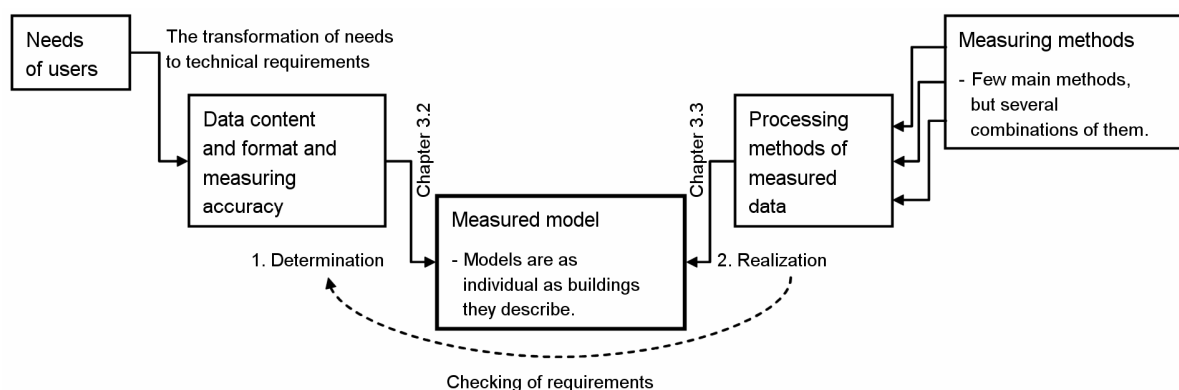 Needs
of users
The transformation of needs
to technical requirements
Data content
and format and
measuring
accuracy
Chapter 3.2
1. Determination
Measured model
- Models are as
individual as buildings
they describe.
Chapter 3.3
Processing
methods of
measured
data
2. Realization
Measuring methods
- Few main methods,
but several
combinations of them.
Checking of requirements